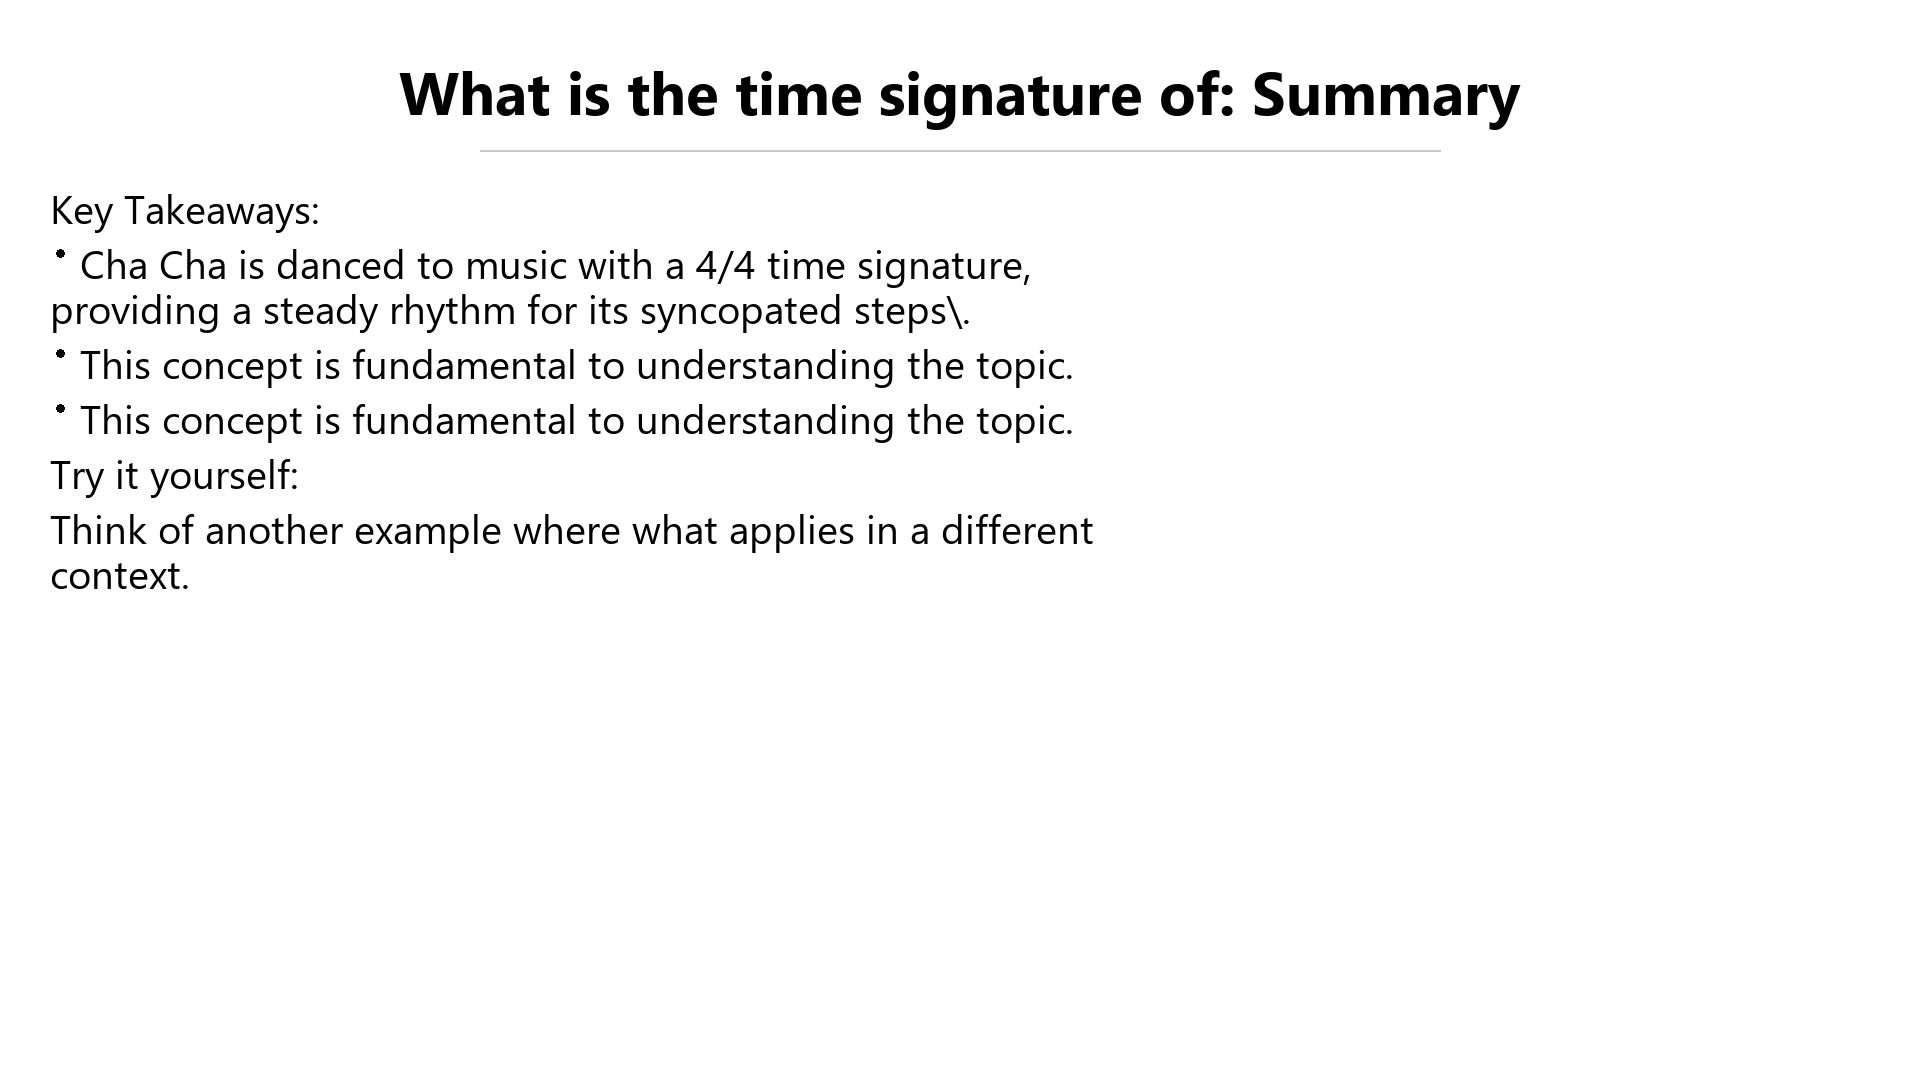 What is the time signature of: Summary
Key Takeaways:
• Cha Cha is danced to music with a 4/4 time signature,
providing a steady rhythm for its syncopated steps\.
• This concept is fundamental to understanding the topic.
• This concept is fundamental to understanding the topic.
Try it yourself:
Think of another example where what applies in a different
context.